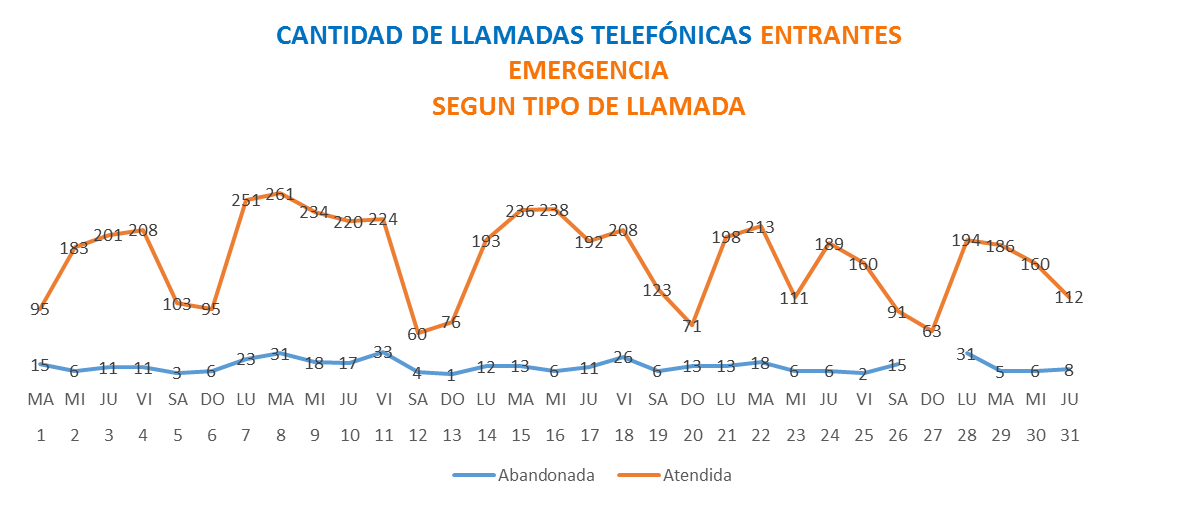 CANTIDAD DE LLAMADAS TELEFÓNICAS ENTRANTES
EMERGENCIA
SEGUN TIPO DE LLAMADA
95 183 201 208 103 95 251 261 234 220 224 60 76 193 236 238 192 208 123 71 198 213 111 189 160 91 63 194 186 160 112
15 6 11 11 3 6 23 31 18 17 33 4 1 12 13 6 11 26 6 13 13 18 6 6 2 15 31 5 6 8
MA MI JU VI SA DO LU MA MI JU VI SA DO LU MA MI JU VI SA DO LU MA MI JU VI SA DO LU MA MI JU
1 2 3 4 5 6 7 8 9 10 11 12 13 14 15 16 17 18 19 20 21 22 23 24 25 26 27 28 29 30 31
Abandonada Atendida